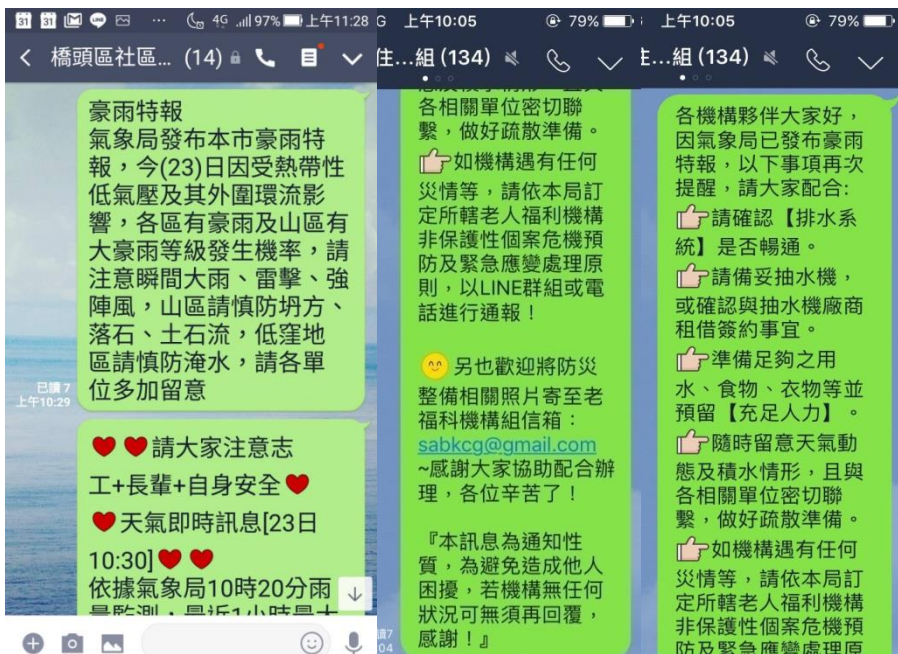 31 31 4G 97% 上午11:28
橋頭區社區... (14)
豪雨特報
氣象局發布本市豪雨特
報，今(23)日因受熱帶性
低氣壓及其外圍環流影
響，各區有豪雨及山區有
大豪雨等級發生機率，請
注意瞬間大雨、雷擊、強
陣風，山區請慎防坍方、
落石、土石流，低窪地
區請慎防淹水，請各單
位多加留意
已讀 7
上午10:29
❤❤請大家注意志
工+長輩+自身安全❤
❤天氣即時訊息[23日
10:30]❤❤
依據氣象局10時20分雨
量監測，最近1小時最大
G 上午10:05 79%
住...組 (134)
各相關單位密切聯
繫，做好疏散準備。
👉如機構遇有任何
災情等，請依本局訂
定所轄老人福利機構
非保護性個案危機預
防及緊急應變處理原
則，以LINE群組或電
話進行通報！
😊 另也歡迎將防災
整備相關照片寄至老
福科機構組信箱：
sabkcg@gmail.com
~感謝大家協助配合辦
理，各位辛苦了！
『本訊息為通知性
質，為避免造成他人
困擾，若機構無任何
狀況可無須再回覆，
感謝！』
上午10:05 79%
...組 (134)
各機構夥伴大家好，
因氣象局已發布豪雨
特報，以下事項再次
提醒，請大家配合:
👉請確認【排水系
統】是否暢通。
👉請備妥抽水機，
或確認與抽水機廠商
租借簽約事宜。
👉準備足夠之用
水、食物、衣物等並
預留【充足人力】。
👉隨時留意天氣動
態及積水情形，且與
各相關單位密切聯
繫，做好疏散準備。
👉如機構遇有任何
災情等，請依本局訂
定所轄老人福利機構
非保護性個案危機預
防及緊急應變處理原